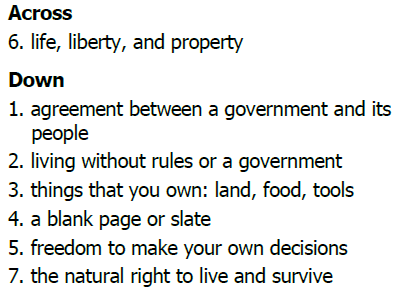 Across
6. life, liberty, and property
Down
1. agreement between a government and its
people
2. living without rules or a government
3. things that you own: land, food, tools
4. a blank page or slate
5. freedom to make your own decisions
7. the natural right to live and survive